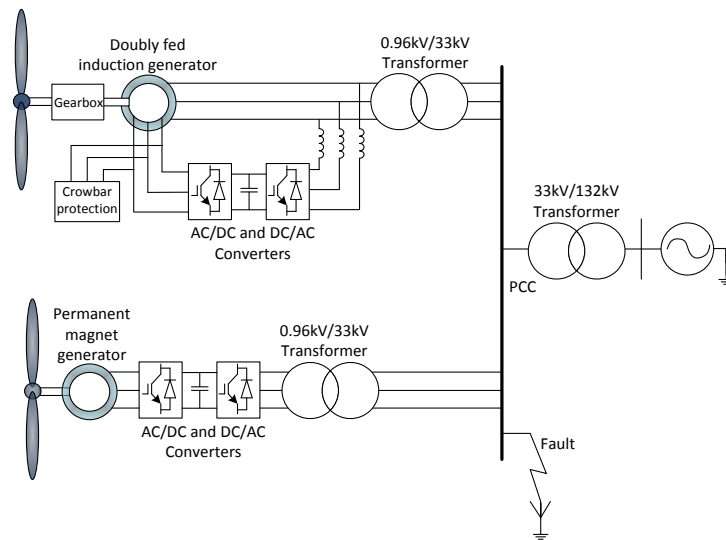 Doubly fed
induction generator
0.96kV/33kV
Transformer
Gearbox
Crowbar
protection
AC/DC and DC/AC
Converters
33kV/132kV
Transformer
PCC
Permanent
magnet
generator
0.96kV/33kV
Transformer
AC/DC and DC/AC
Converters
Fault